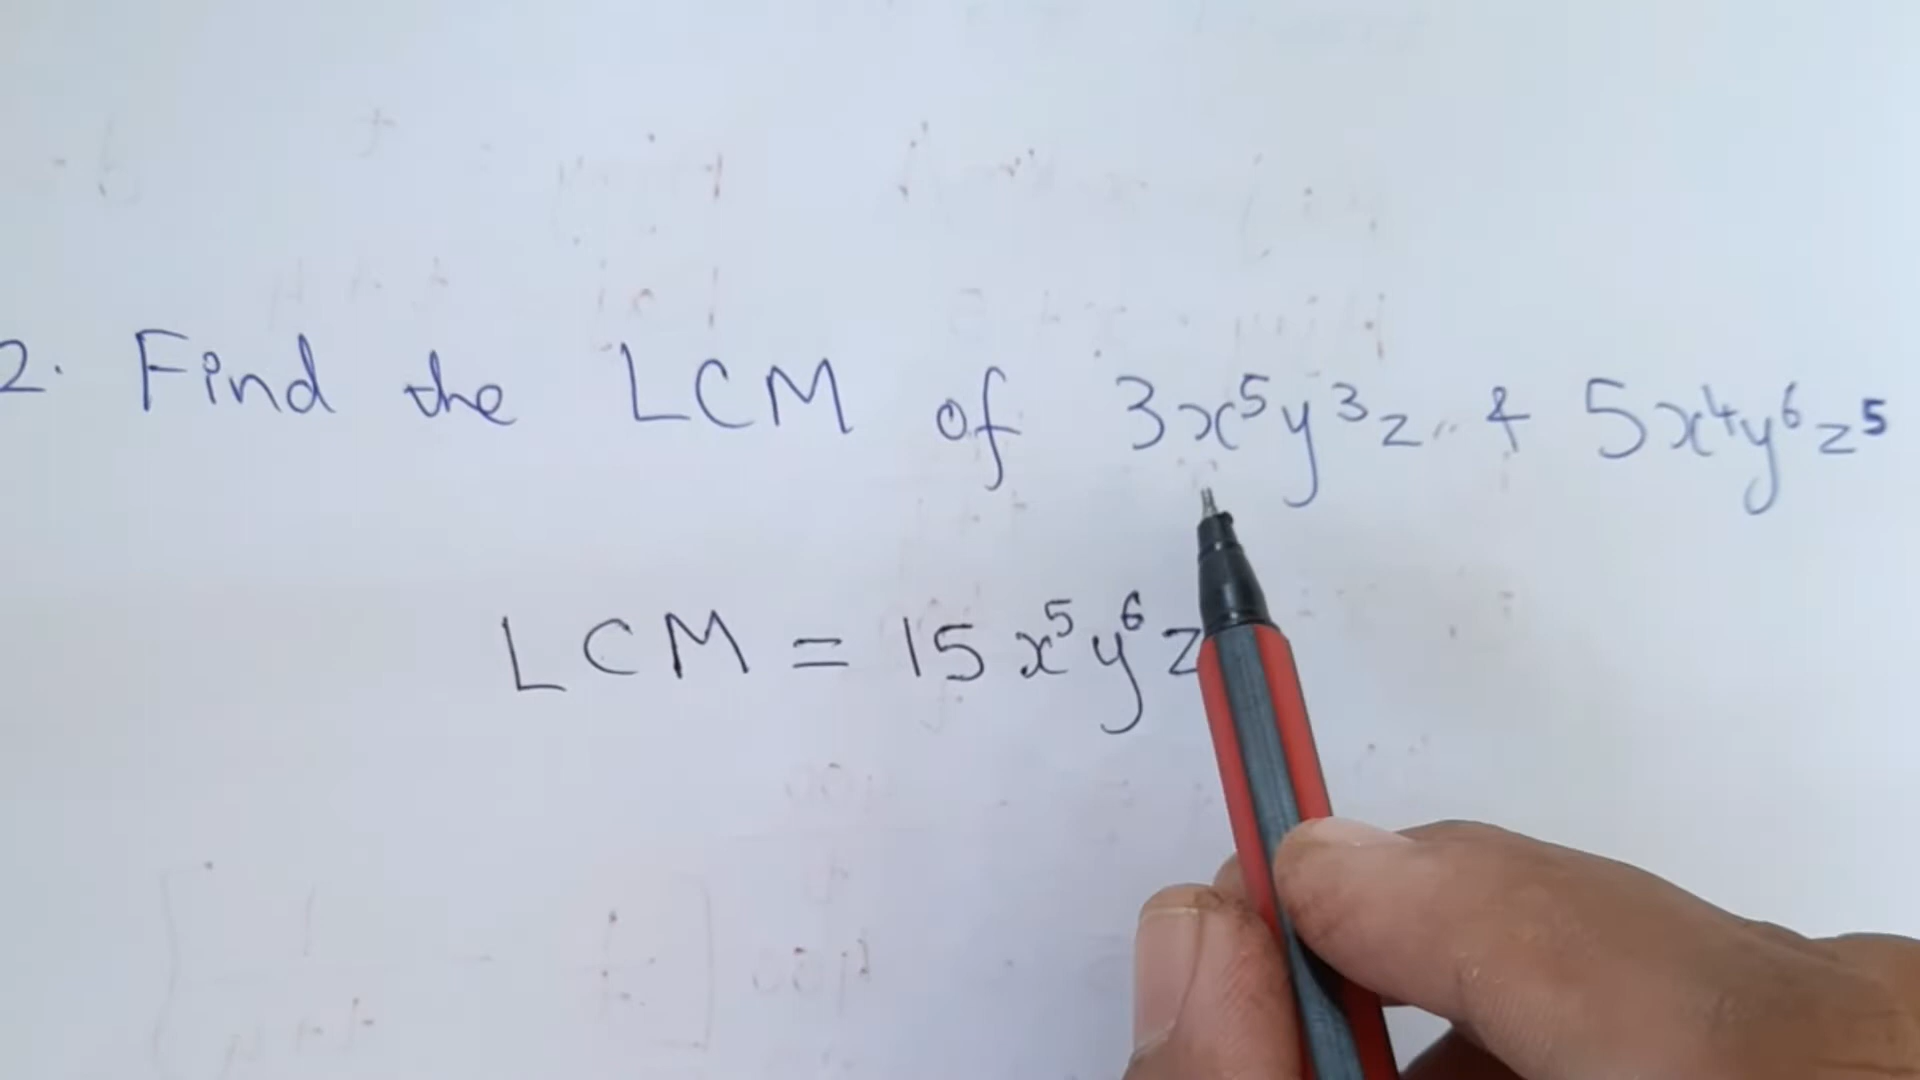 2. Find the LCM of 3x⁵y³z & 5x⁴y⁶z⁵
LCM = 15x⁵y⁶z